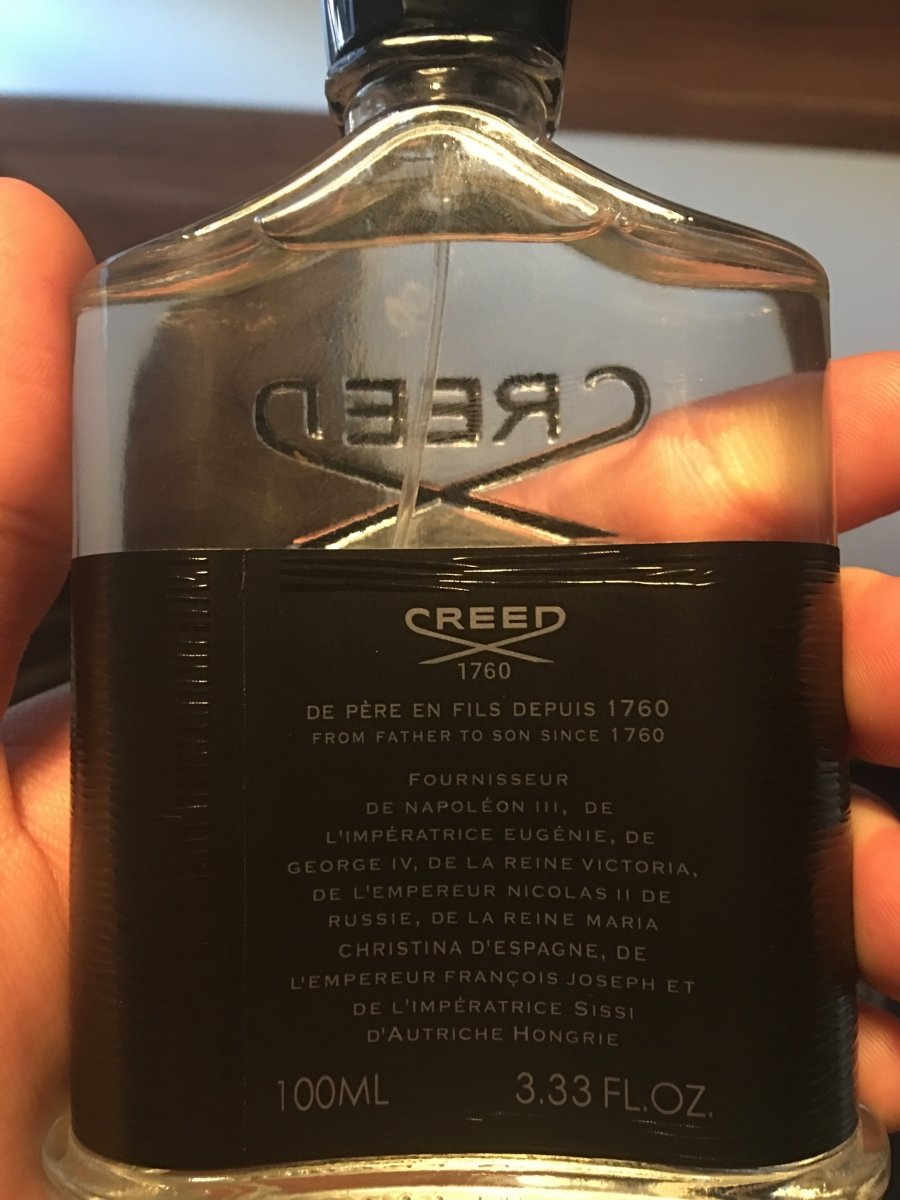 CREED
CREED
1760
DE PÈRE EN FILS DEPUIS 1760
FROM FATHER TO SON SINCE 1760
FOURNISSEUR
DE NAPOLÉON III, DE
L'IMPÉRATRICE EUGÉNIE, DE
GEORGE IV, DE LA REINE VICTORIA,
DE L'EMPEREUR NICOLAS II DE
RUSSIE, DE LA REINE MARIA
CHRISTINA D'ESPAGNE, DE
L'EMPEREUR FRANÇOIS JOSEPH ET
DE L'IMPÉRATRICE SISSI
D'AUTRICHE HONGRIE
100ML 3.33 FL.OZ.